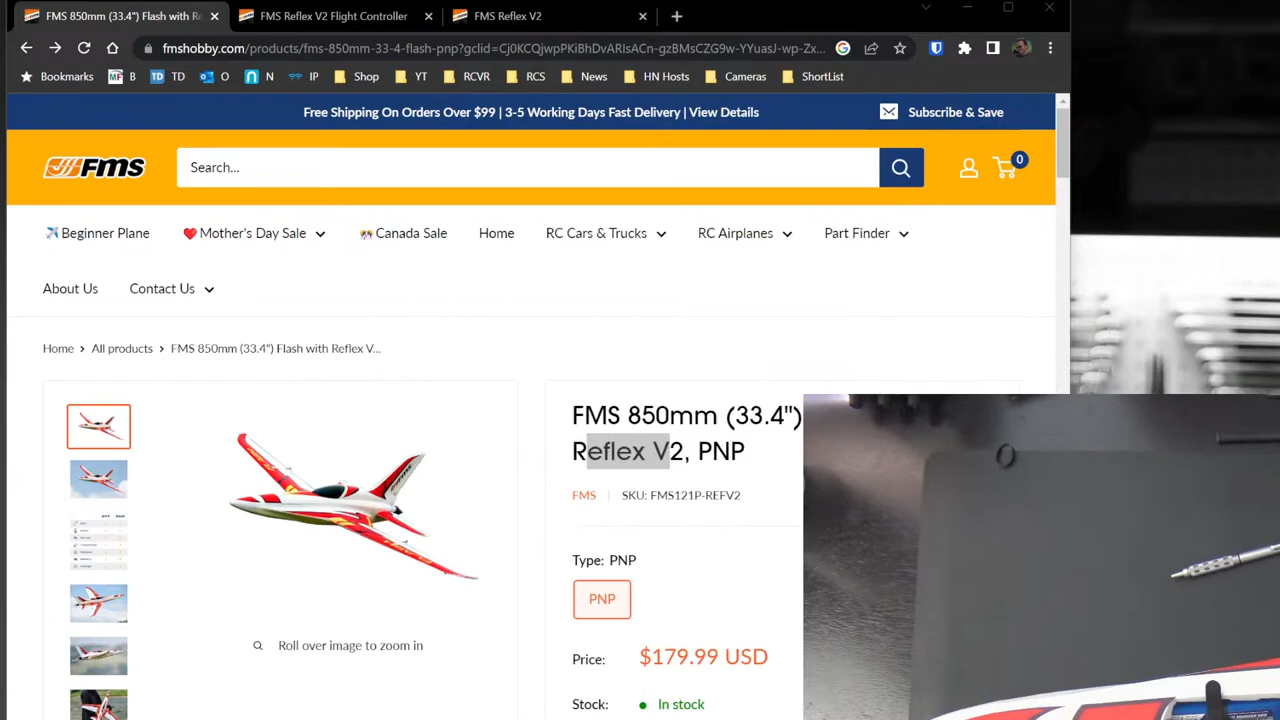 FMS 850mm (33.4") Flash with Re
FMS Reflex V2 Flight Controller
FMS Reflex V2
fmshobby.com/products/fms-850mm-33-4-flash-pnp?gclid=Cj0KCQjwpPKiBhDvARIsACn-gzBMsCZG9w-YYuasJ-wp-Zx...
Bookmarks B TD O N IP Shop YT RCVR RCS News HN Hosts Cameras ShortList
Free Shipping On Orders Over $99 | 3-5 Working Days Fast Delivery | View Details
Subscribe & Save
FMS
Search...
0
Beginner Plane Mother's Day Sale Canada Sale Home RC Cars & Trucks RC Airplanes Part Finder
About Us Contact Us
Home > All products > FMS 850mm (33.4") Flash with Reflex V...
FMS 850mm (33.4")
Reflex V2, PNP
FMS SKU: FMS121P-REFV2
Type: PNP
PNP
Roll over image to zoom in
Price: $179.99 USD
Stock: In stock